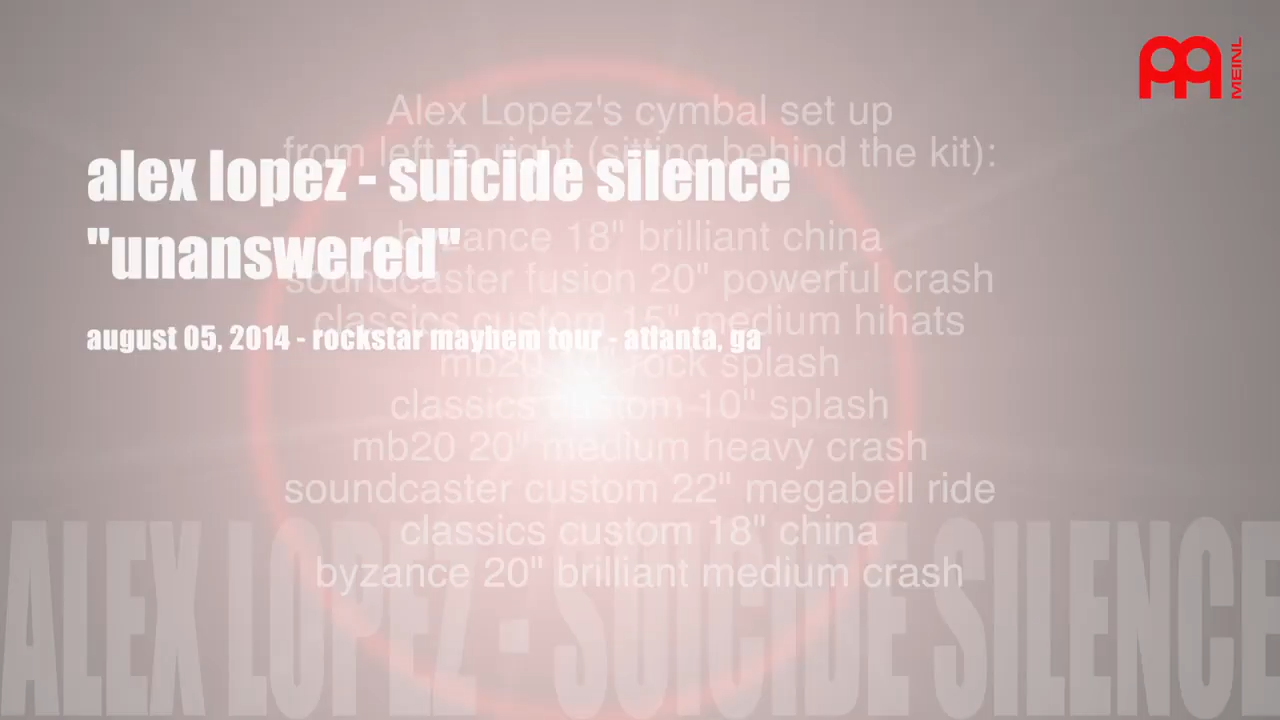 MEINL
alex lopez - suicide silence
"unanswered"
august 05, 2014 - rockstar mayhem tour - atlanta, ga
Alex Lopez's cymbal set up
from left to right (sitting behind the kit):
byzance 18" brilliant china
soundcaster fusion 20" powerful crash
classics custom 15" medium hihats
mb20 rock splash
classics custom 10" splash
mb20 20" medium heavy crash
soundcaster custom 22" megabell ride
classics custom 18" china
byzance 20" brilliant medium crash
ALEX LOPEZ - SUICIDE SILENCE